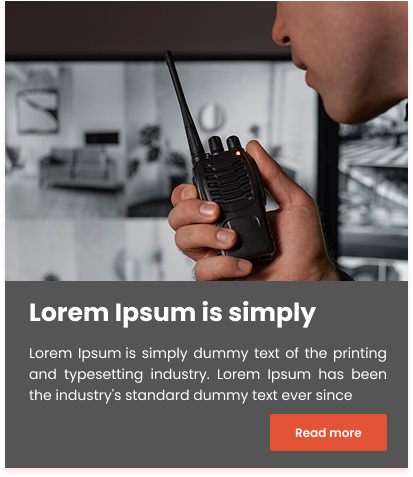 Lorem Ipsum is simply
Lorem Ipsum is simply dummy text of the printing
and typesetting industry. Lorem Ipsum has been
the industry's standard dummy text ever since
Read more